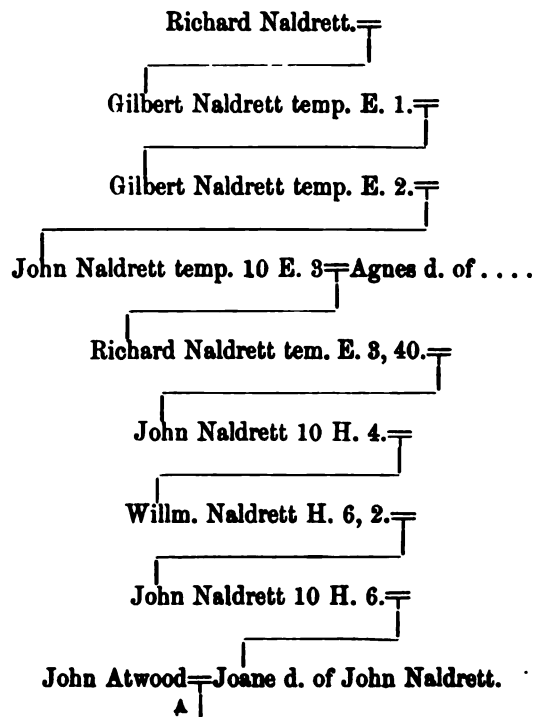 Richard Naldrett.
Gilbert Naldrett temp. E. 1.
Gilbert Naldrett temp. E. 2.
John Naldrett temp. 10 E. 3=Agnes d. of . . . .
Richard Naldrett tem. E. 3, 40.
John Naldrett 10 H. 4.
Willm. Naldrett H. 6, 2.
John Naldrett 10 H. 6.
John Atwood=Joane d. of John Naldrett.
A